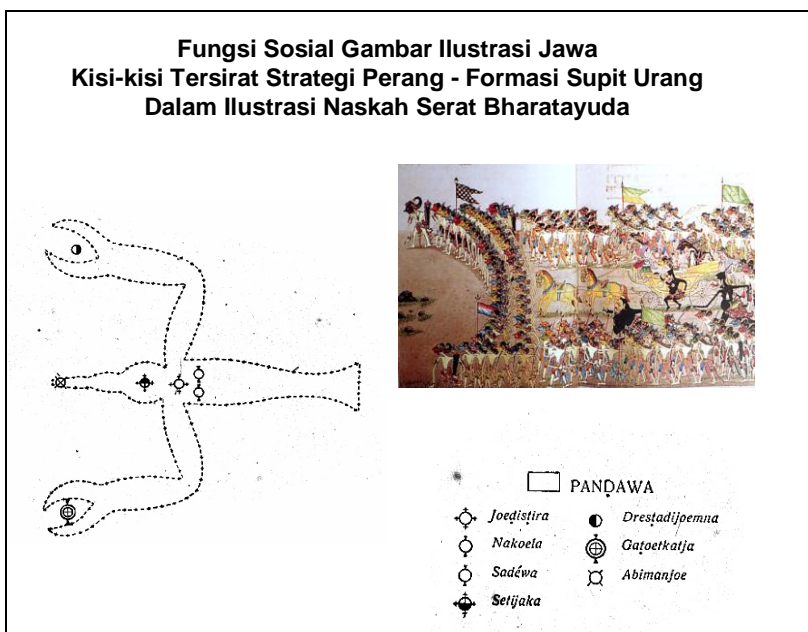 Fungsi Sosial Gambar Ilustrasi Jawa
Kisi-kisi Tersirat Strategi Perang - Formasi Supit Urang
Dalam Ilustrasi Naskah Serat Bharatayuda
PANDAWA
Joedistira
Nakoela
Sadéwa
Setijaka
Drestadijoemna
Gatoetkatja
Abimanjoe